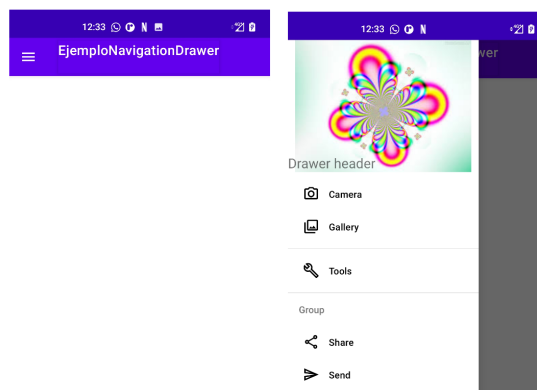 12:33
EjemploNavigationDrawer
12:33
wer
Drawer header
Camera
Gallery
Tools
Group
Share
Send